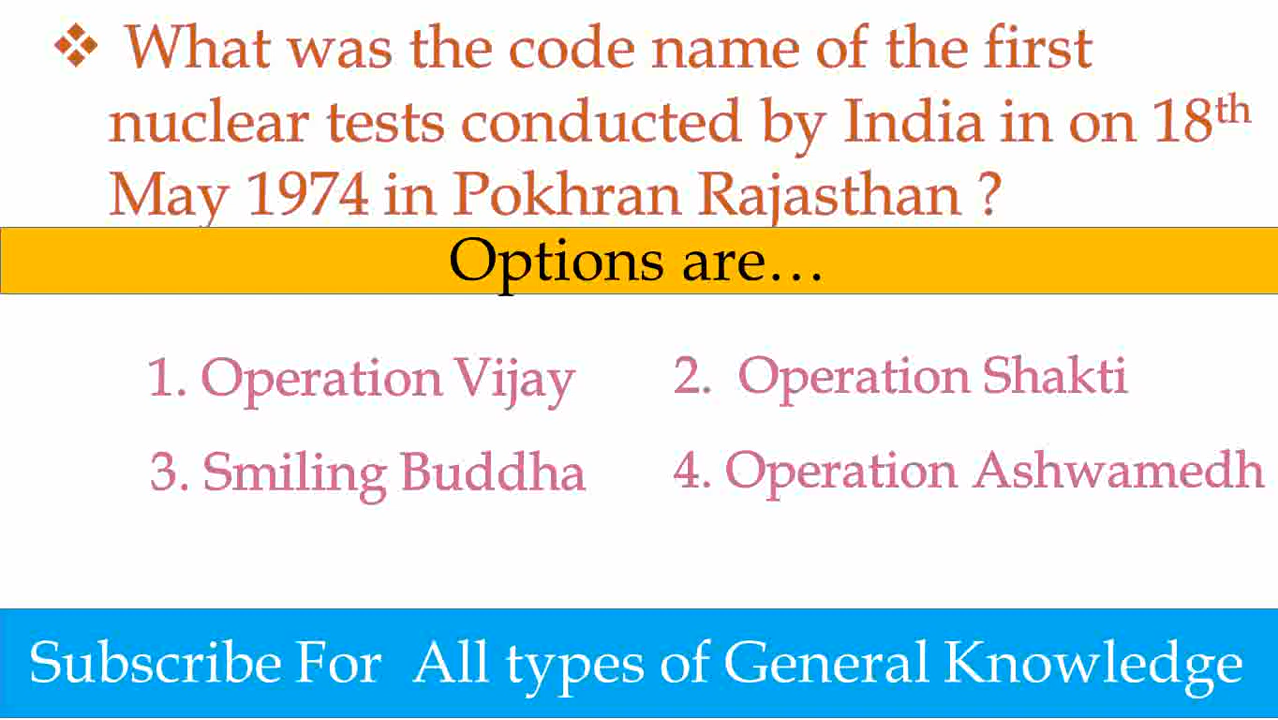 ❖ What was the code name of the first
nuclear tests conducted by India in on 18th
May 1974 in Pokhran Rajasthan ?
Options are…
1. Operation Vijay 2. Operation Shakti
3. Smiling Buddha 4. Operation Ashwamedh
Subscribe For All types of General Knowledge